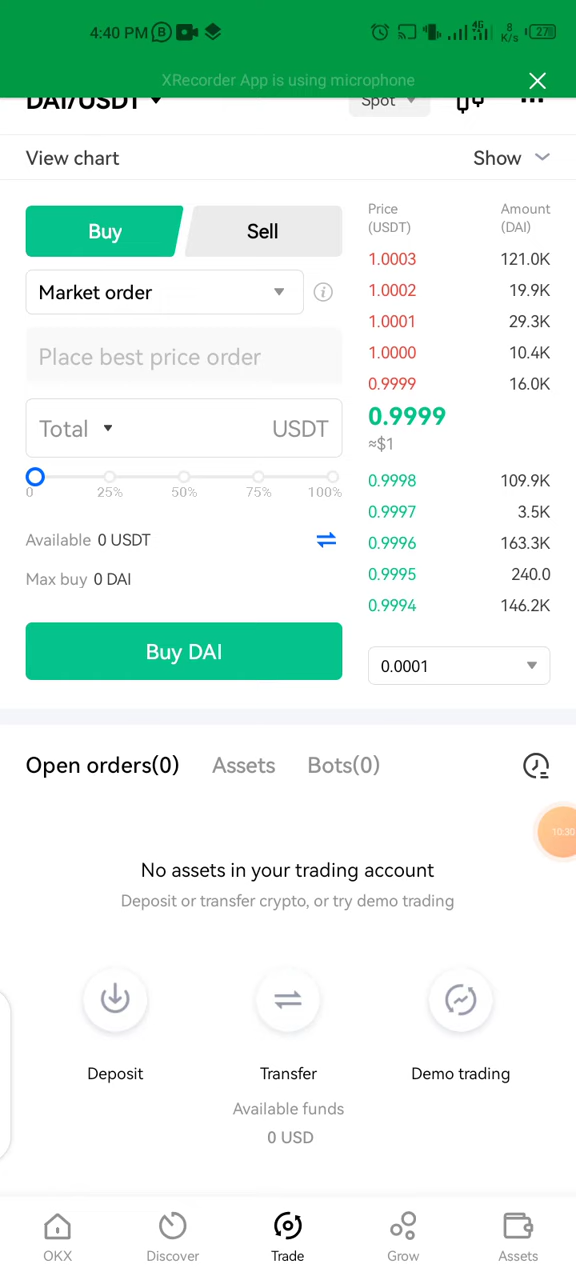 4:40 PM
4G
8
K/s
27
XRecorder App is using microphone
DAI/USDT
Spot
View chart
Show
Buy
Sell
Market order
Place best price order
Total
USDT
0
25%
50%
75%
100%
Available 0 USDT
Max buy 0 DAI
Buy DAI
Price
(USDT)
Amount
(DAI)
1.0003 121.0K
1.0002 19.9K
1.0001 29.3K
1.0000 10.4K
0.9999 16.0K
0.9999
≈$1
0.9998 109.9K
0.9997 3.5K
0.9996 163.3K
0.9995 240.0
0.9994 146.2K
0.0001
Open orders(0)
Assets
Bots(0)
10:30
No assets in your trading account
Deposit or transfer crypto, or try demo trading
Deposit
Transfer
Demo trading
Available funds
0 USD
OKX
Discover
Trade
Grow
Assets